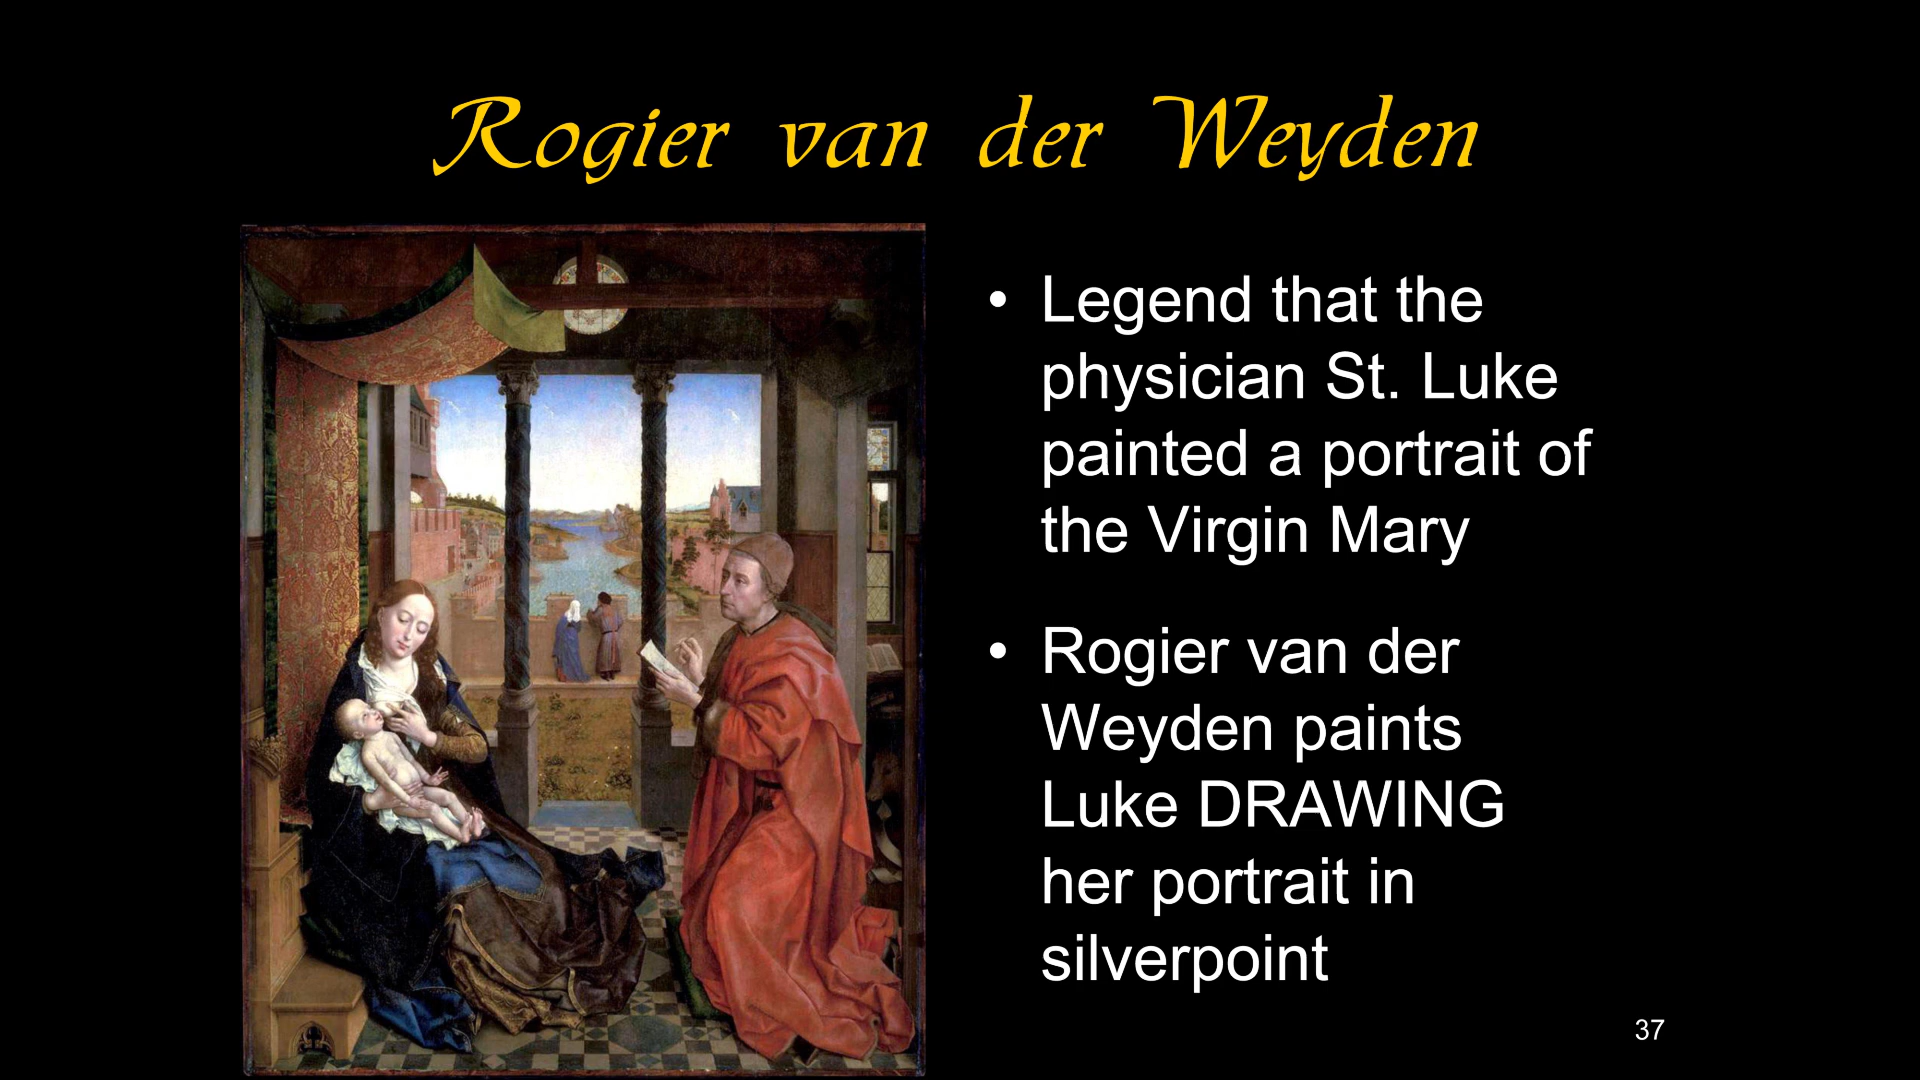 Rogier van der Weyden
• Legend that the
physician St. Luke
painted a portrait of
the Virgin Mary
• Rogier van der
Weyden paints
Luke DRAWING
her portrait in
silverpoint
37